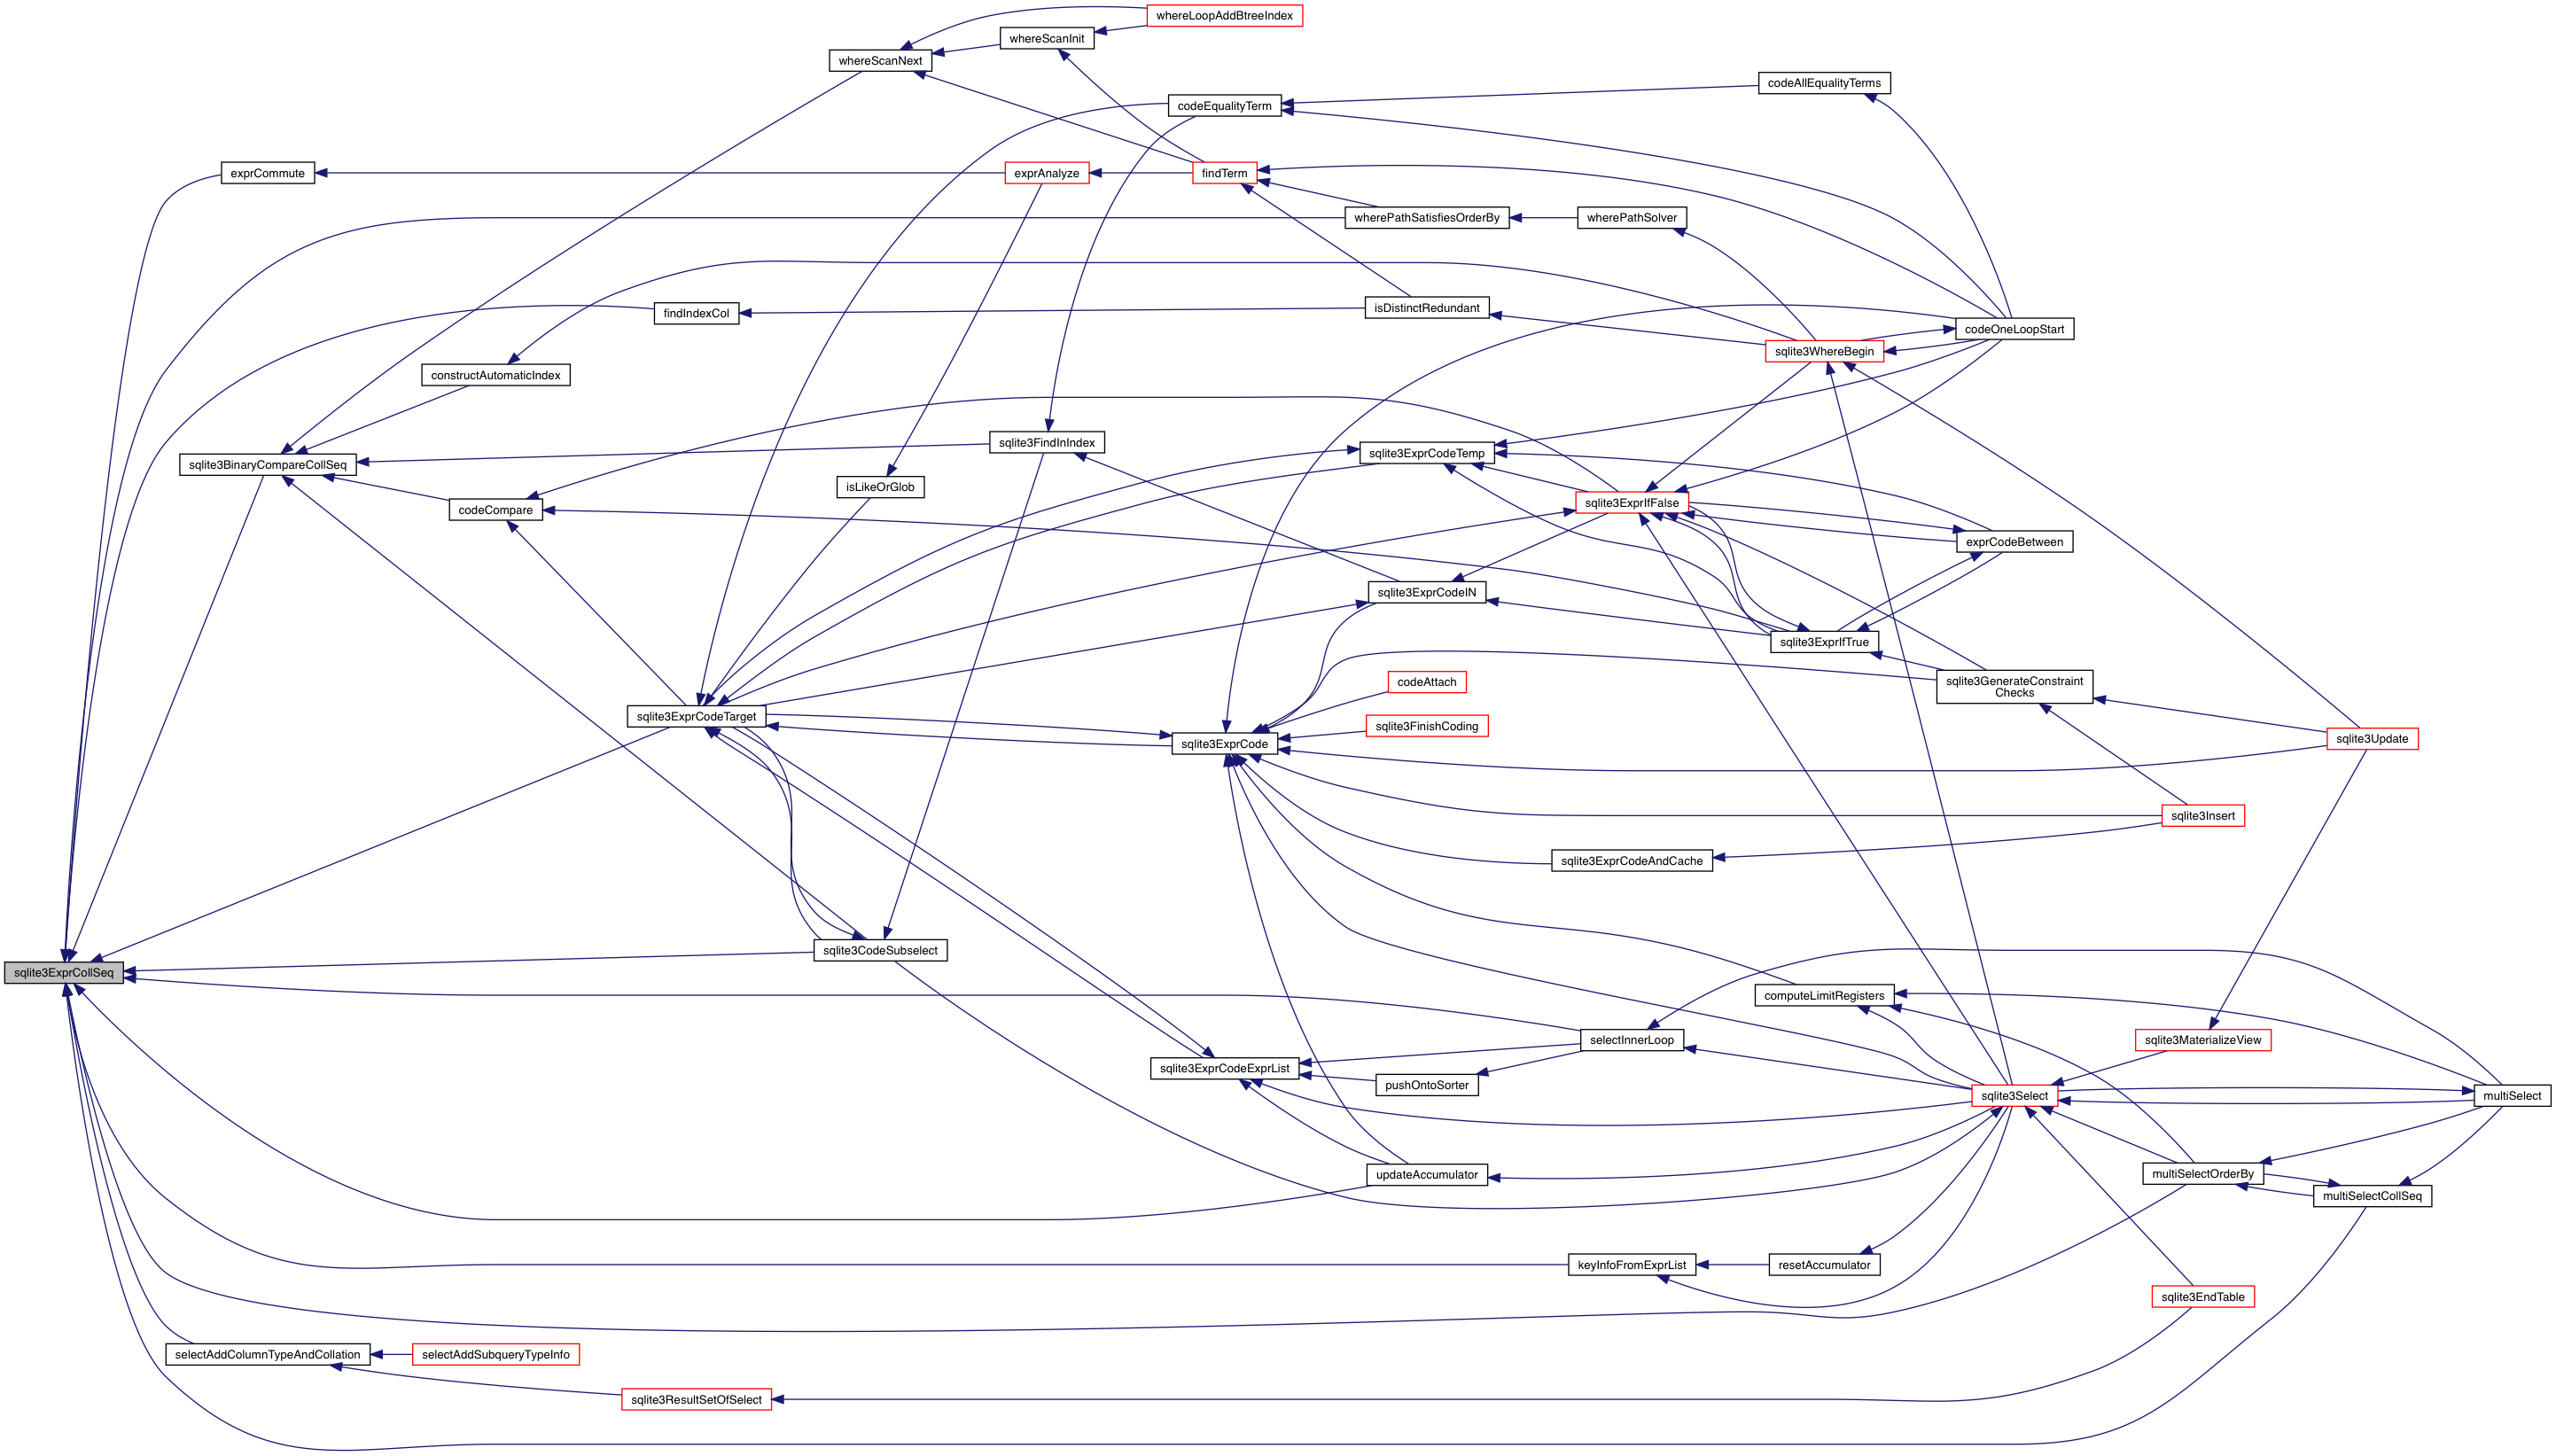 whereLoopAddBtreeIndex
whereScanInit
whereScanNext
codeAllEqualityTerms
codeEqualityTerm
exprCommute
exprAnalyze
findTerm
wherePathSatisfiesOrderBy
wherePathSolver
isDistinctRedundant
findIndexCol
codeOneLoopStart
sqlite3WhereBegin
constructAutomaticIndex
sqlite3FindInIndex
sqlite3ExprCodeTemp
sqlite3BinaryCompareCollSeq
isLikeOrGlob
sqlite3ExprIfFalse
codeCompare
exprCodeBetween
sqlite3ExprCodeIN
sqlite3ExprIfTrue
codeAttach
sqlite3GenerateConstraint
Checks
sqlite3ExprCodeTarget
sqlite3FinishCoding
sqlite3Update
sqlite3ExprCode
sqlite3Insert
sqlite3ExprCodeAndCache
sqlite3CodeSubselect
sqlite3ExprCollSeq
computeLimitRegisters
selectInnerLoop
sqlite3MaterializeView
sqlite3ExprCodeExprList
pushOntoSorter
sqlite3Select
multiSelect
updateAccumulator
multiSelectOrderBy
multiSelectCollSeq
keyInfoFromExprList
resetAccumulator
sqlite3EndTable
selectAddColumnTypeAndCollation
selectAddSubqueryTypeInfo
sqlite3ResultSetOfSelect